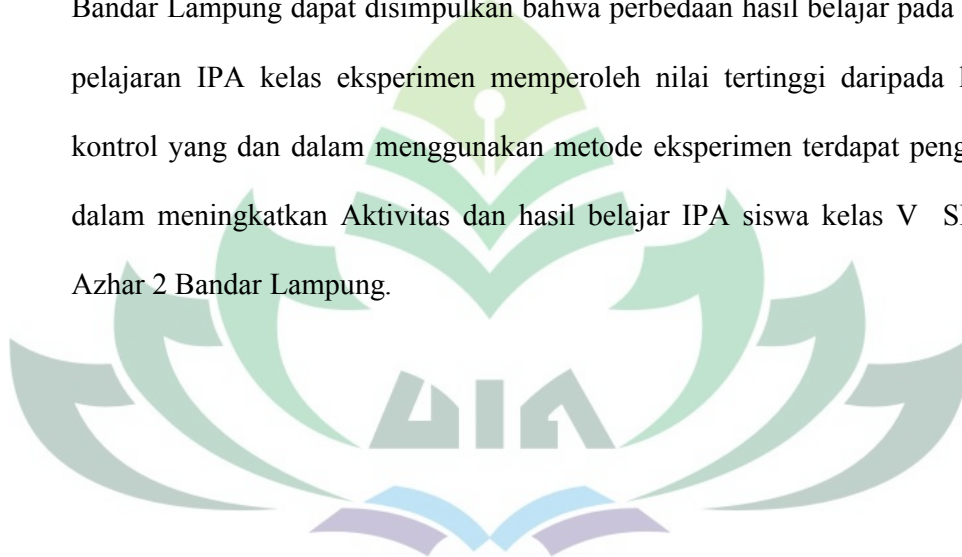 Bandar Lampung dapat disimpulkan bahwa perbedaan hasil belajar pada
pelajaran IPA kelas eksperimen memperoleh nilai tertinggi daripada
kontrol yang dan dalam menggunakan metode eksperimen terdapat
dalam meningkatkan Aktivitas dan hasil belajar IPA siswa kelas V
Azhar 2 Bandar Lampung.
UIN